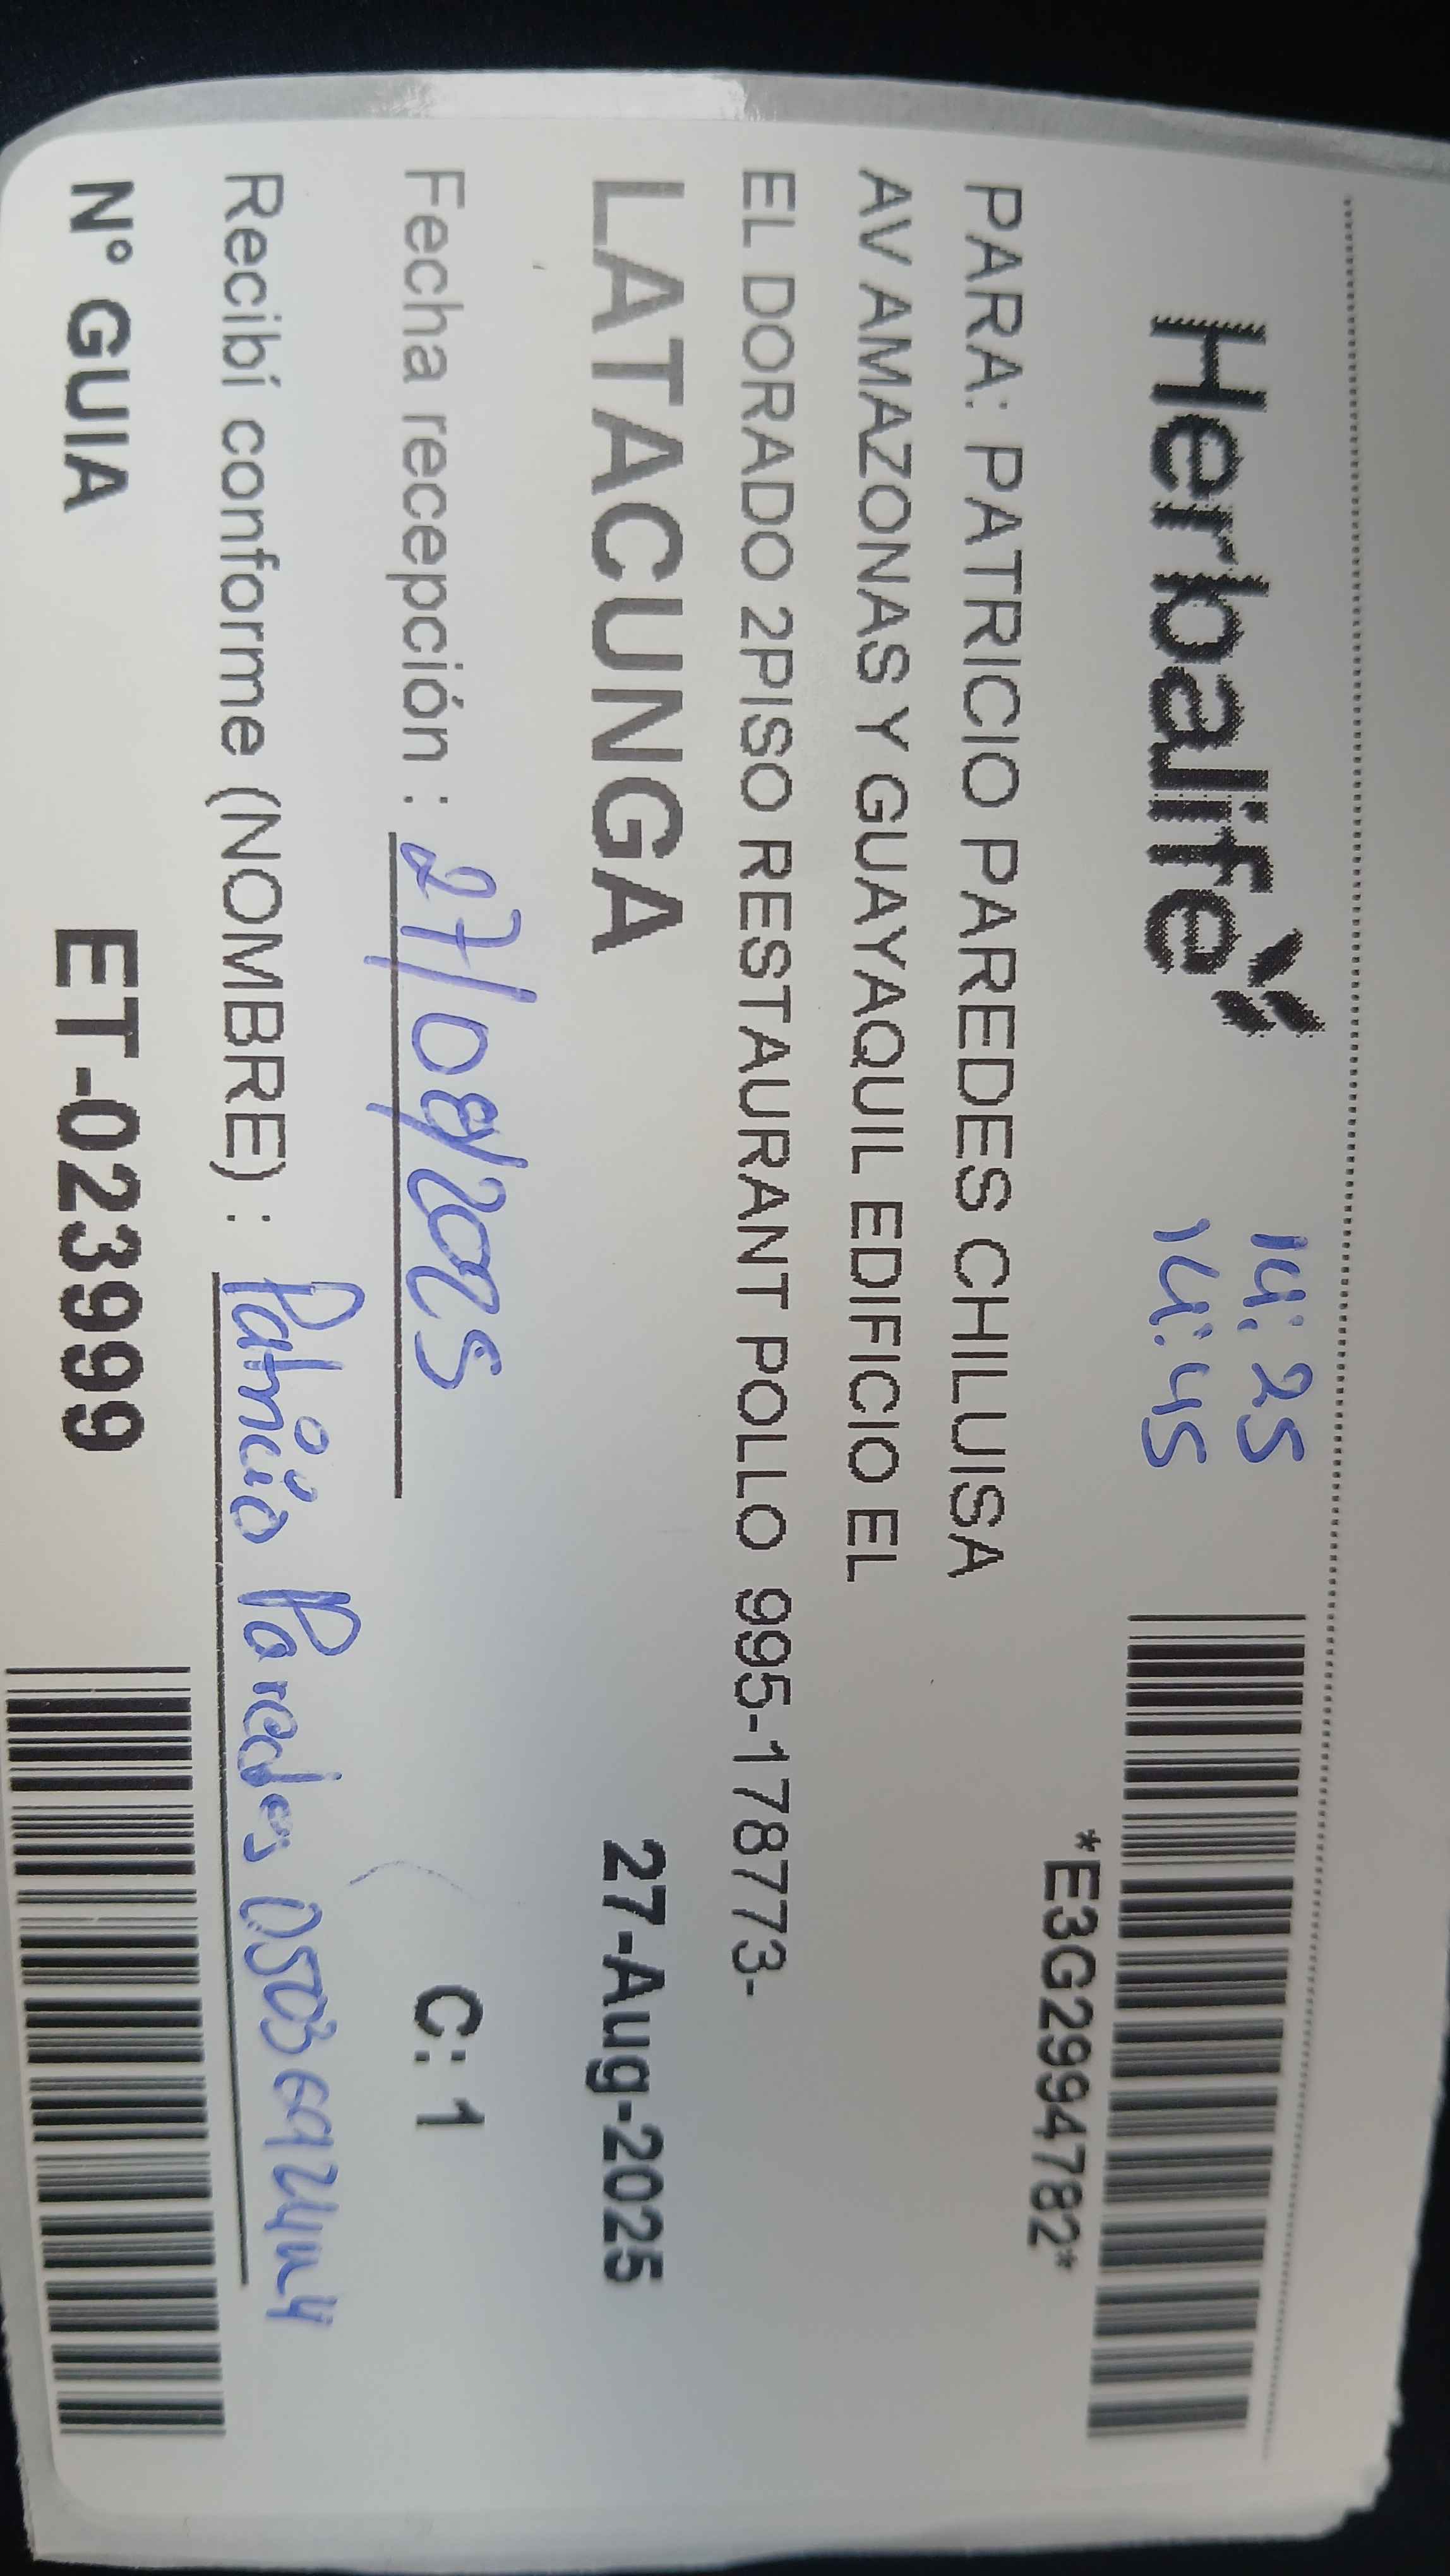 Herbalife
14:25
14:45
*E3G2994782*
PARA: PATRICIO PAREDES CHILUISA
AV AMAZONAS Y GUAYAQUIL EDIFICIO EL
EL DORADO 2PISO RESTAURANT POLLO 995-178773-
LATACUNGA 27-Aug-2025
Fecha recepción : 27/08/2025 C: 1
Recibí conforme (NOMBRE) : Patricio Paredes
N° GUIA ET-023999